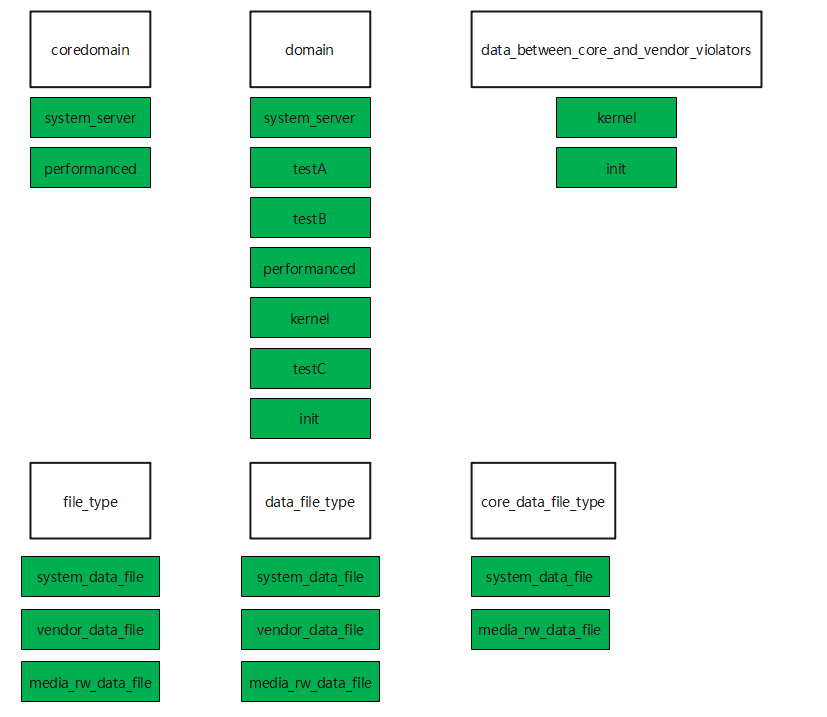 coredomain
system_server
performanced
domain
system_server
testA
testB
performanced
kernel
testC
init
data_between_core_and_vendor_violators
kernel
init
file_type
system_data_file
vendor_data_file
media_rw_data_file
data_file_type
system_data_file
vendor_data_file
media_rw_data_file
core_data_file_type
system_data_file
media_rw_data_file